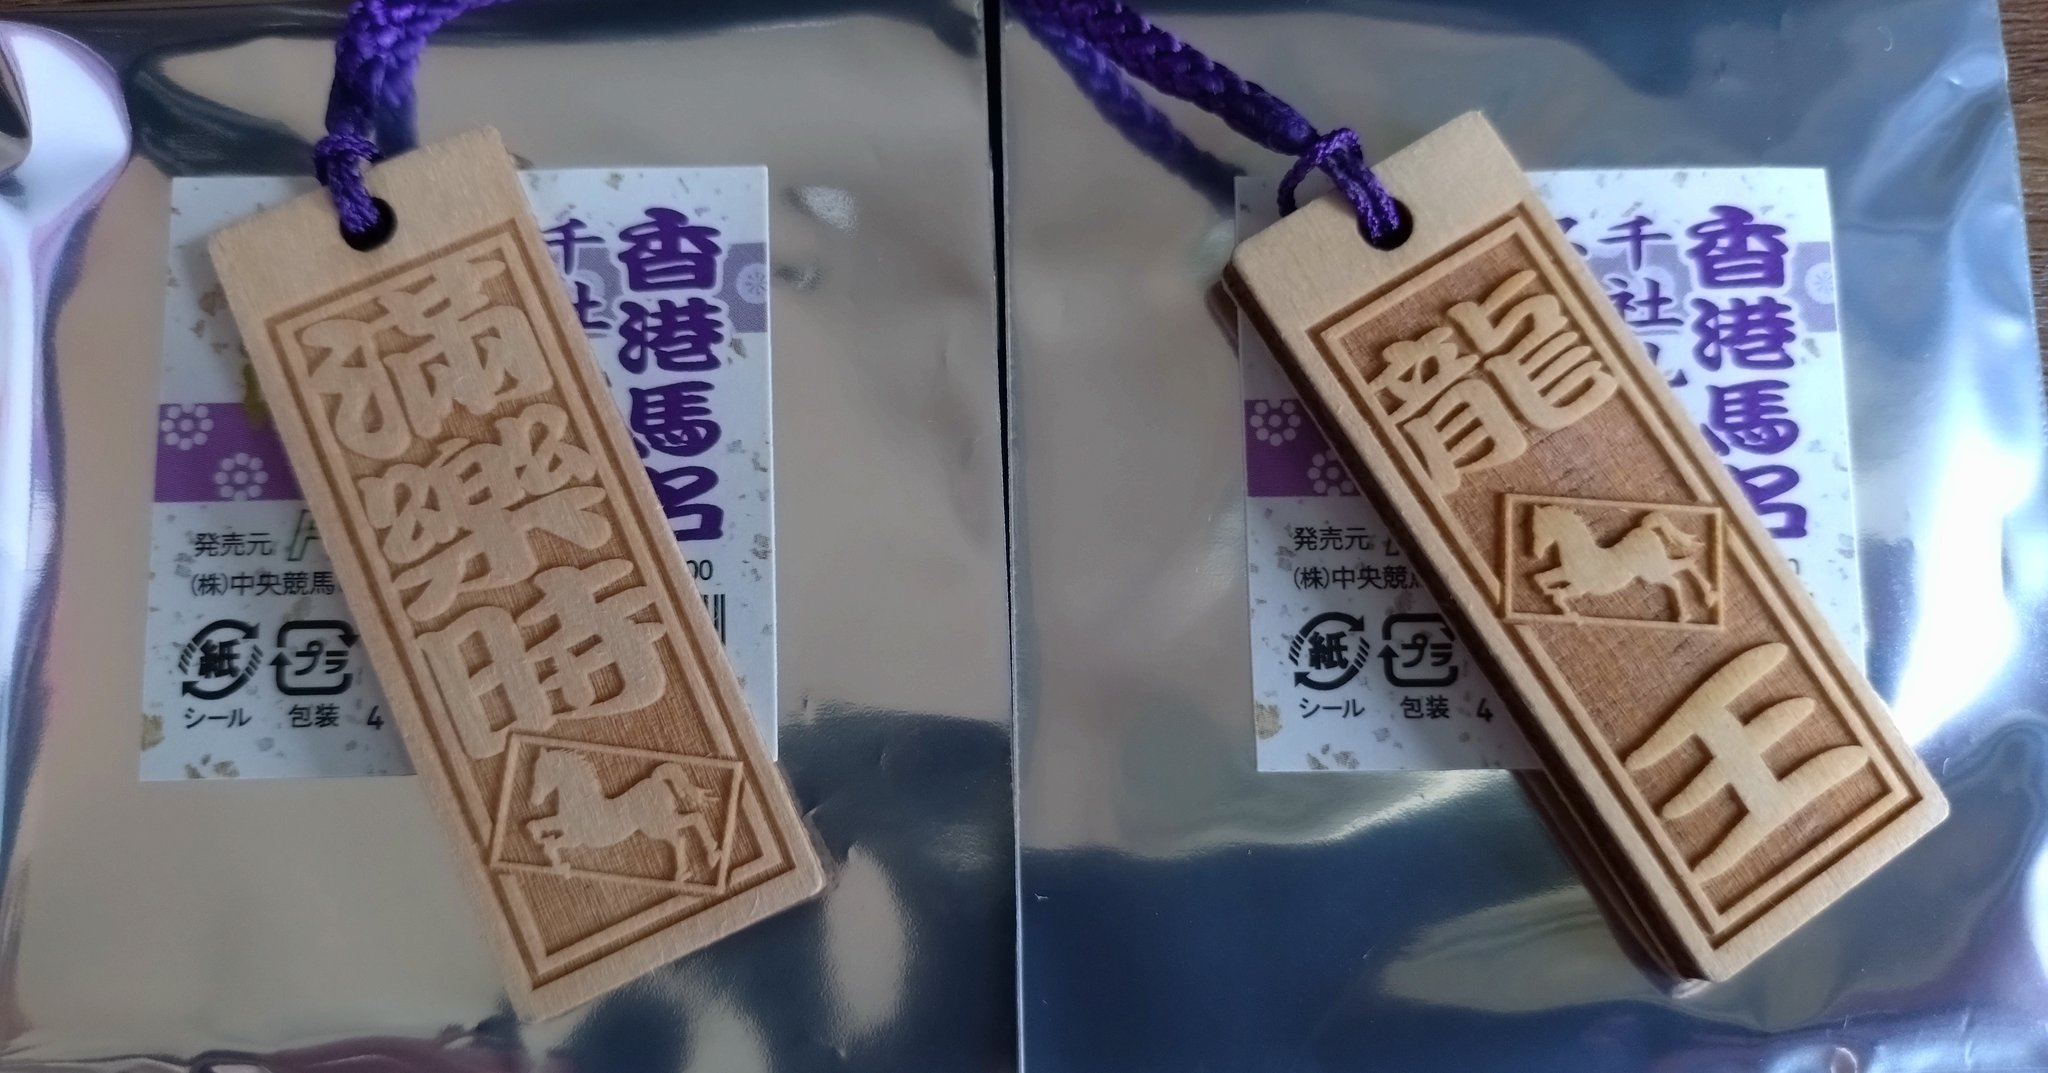 満樂時
香港馬名
千社
発売元
(株)中央競馬
00
紙
プラ
シール
包装
4
龍王
香港馬名
千社札
発売元
(株)中央競
紙
プラ
シール
包装
4